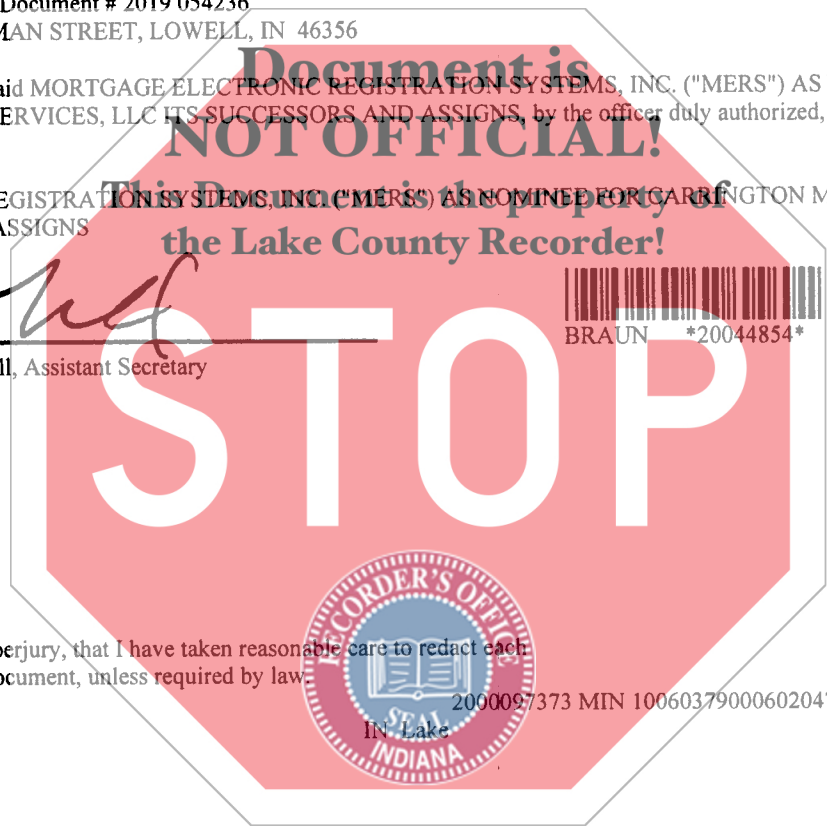 Document # 2019 054236
MAN STREET, LOWELL, IN 46356
Document is
aid MORTGAGE ELECTRONIC REGISTRATION SYSTEMS, INC. ("MERS") AS
ERVICES, LLC ITS SUCCESSORS AND ASSIGNS, by the officer duly authorized,
NOT OFFICIAL!
EGISTRATION SYSTEMS, INC. ("MERS") AS NOMINEE FOR CARRINGTON M
This Document is the property of
ASSIGNS
the Lake County Recorder!
BRAUN *20044854*
ll, Assistant Secretary
STOP
RECORDER'S OFFICE
perjury, that I have taken reasonable care to redact each
ocument, unless required by law.
2000097373 MIN 10060379000602047
SEAL
IN Lake
INDIANA